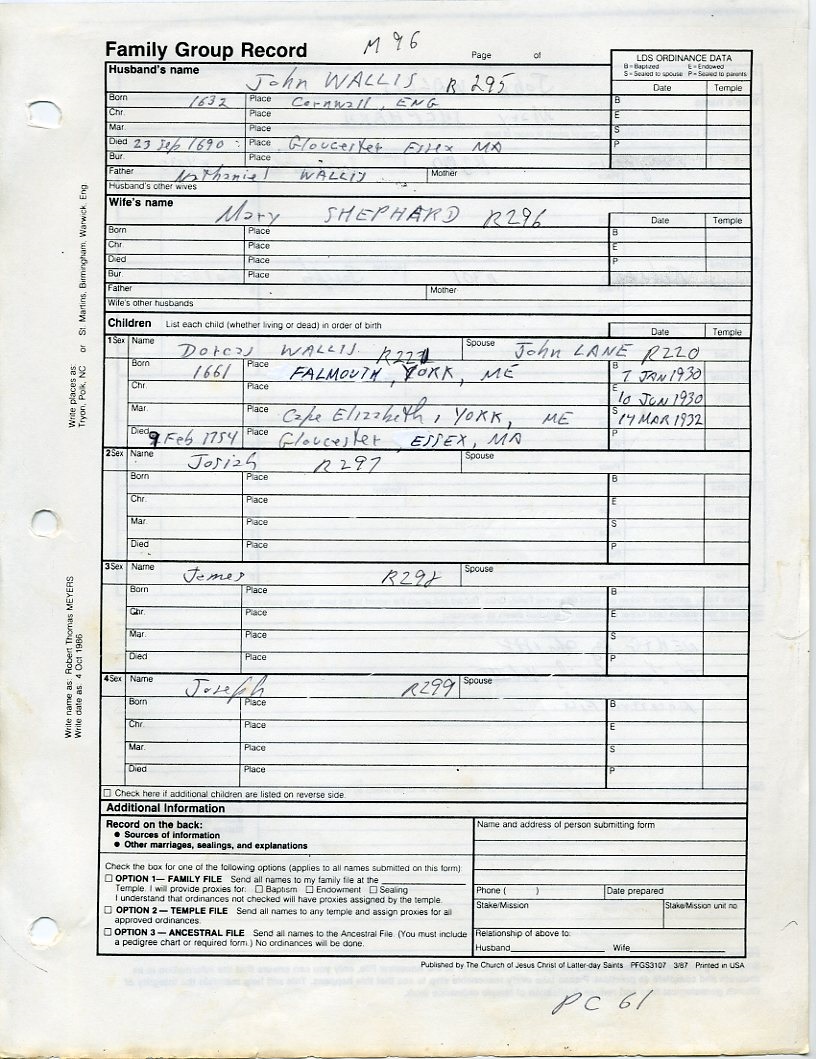 Family Group Record M 96 Page of
LDS ORDINANCE DATA
B = Baptized E = Endowed
S = Sealed to spouse P = Sealed to parents
Husband's name John WALLIS R 295 Date Temple
Born 1632 Place Cornwall, ENG B
Chr. Place E
Mar. Place S
Died 23 Sep 1690 Place Gloucester Essex MA P
Bur. Place
Father Nathaniel WALLIS Mother
Husband's other wives
Wife's name Mary SHEPHARD R296 Date Temple
Born Place B
Chr. Place E
Died Place P
Bur. Place
Father Mother
Wife's other husbands
Children List each child (whether living or dead) in order of birth Date Temple
1 Sex Name Dorcas WALLIS R221 Spouse John LANE R220
Born 1661 Place FALMOUTH, YORK, ME B 7 JAN 1930
Chr. Place E 10 JUN 1930
Mar. Place Cape Elizabeth, YORK, ME S 14 MAR 1932
Died 9 Feb 1754 Place Gloucester, ESSEX, MA P
2 Sex Name Josiah R297 Spouse
Born Place B
Chr. Place E
Mar. Place S
Died Place P
3 Sex Name James R298 Spouse
Born Place B
Chr. Place E
Mar. Place S
Died Place P
4 Sex Name Joseph R299 Spouse
Born Place B
Chr. Place E
Mar. Place S
Died Place P
☐ Check here if additional children are listed on reverse side.
Additional Information
Record on the back:
● Sources of information
● Other marriages, sealings, and explanations
Check the box for one of the following options (applies to all names submitted on this form):
☐ OPTION 1— FAMILY FILE Send all names to my family file at the
Temple. I will provide proxies for: ☐ Baptism ☐ Endowment ☐ Sealing
I understand that ordinances not checked will have proxies assigned by the temple.
☐ OPTION 2 — TEMPLE FILE Send all names to any temple and assign proxies for all
approved ordinances.
☐ OPTION 3 — ANCESTRAL FILE Send all names to the Ancestral File. (You must include
a pedigree chart or required form.) No ordinances will be done.
Name and address of person submitting form
Phone ( ) Date prepared
Stake/Mission Stake/Mission unit no.
Relationship of above to:
Husband Wife
Published by The Church of Jesus Christ of Latter-day Saints PFGS3107 3/87 Printed in USA
PC 61
Write places as:
Tryon, Polk, NC or St. Martins, Birmingham, Warwick, Eng
Write name as: Robert Thomas MEYERS
Write date as: 4 Oct 1986